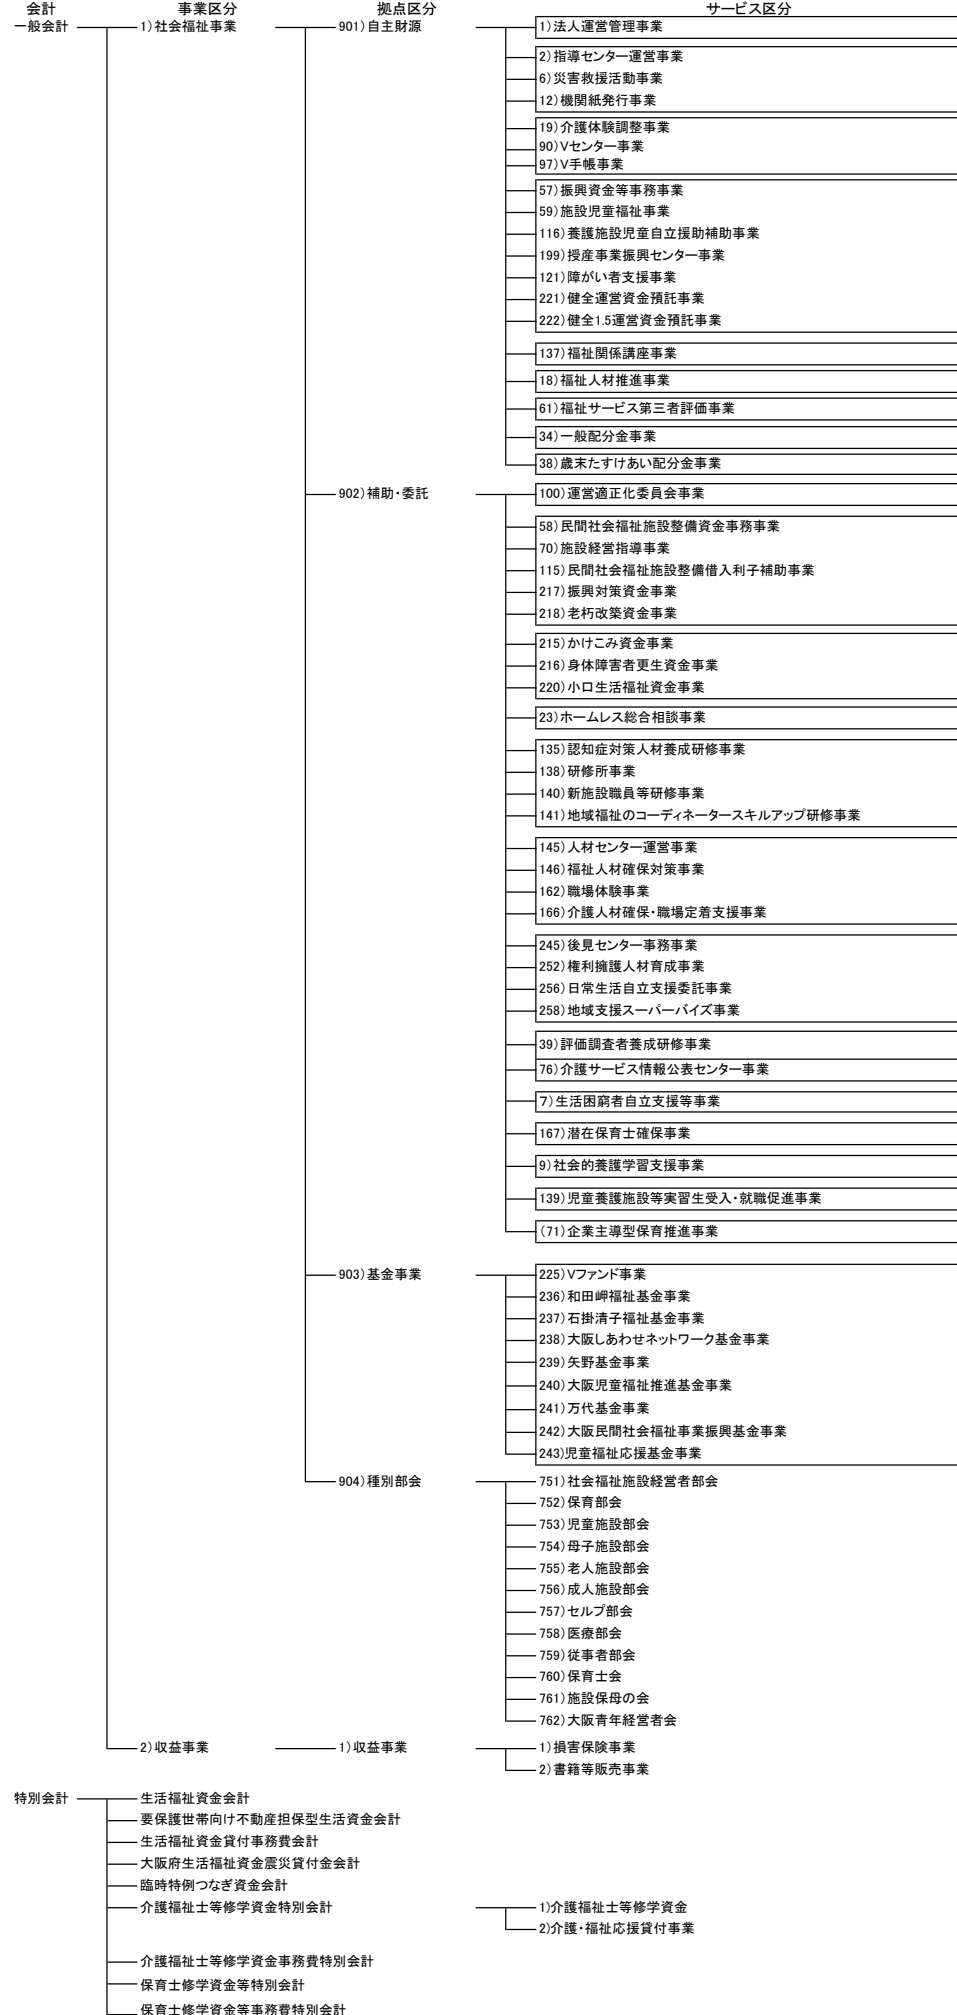 会計 事業区分 拠点区分 サービス区分
一般会計 1)社会福祉事業 901)自主財源 1)法人運営管理事業
2)指導センター運営事業
6)災害救援活動事業
12)機関紙発行事業
19)介護体験調整事業
90)Vセンター事業
97)V手帳事業
57)振興資金等事務事業
59)施設児童福祉事業
116)養護施設児童自立援助補助事業
199)授産事業振興センター事業
121)障がい者支援事業
221)健全運営資金預託事業
222)健全1.5運営資金預託事業
137)福祉関係講座事業
18)福祉人材推進事業
61)福祉サービス第三者評価事業
34)一般配分金事業
38)歳末たすけあい配分金事業
902)補助・委託 100)運営適正化委員会事業
58)民間社会福祉施設整備資金事務事業
70)施設経営指導事業
115)民間社会福祉施設整備借入利子補助事業
217)振興対策資金事業
218)老朽改築資金事業
215)かけこみ資金事業
216)身体障害者更生資金事業
220)小口生活福祉資金事業
23)ホームレス総合相談事業
135)認知症対策人材養成研修事業
138)研修所事業
140)新施設職員等研修事業
141)地域福祉のコーディネータースキルアップ研修事業
145)人材センター運営事業
146)福祉人材確保対策事業
162)職場体験事業
166)介護人材確保・職場定着支援事業
245)後見センター事務事業
252)権利擁護人材育成事業
256)日常生活自立支援委託事業
258)地域支援スーパーバイズ事業
39)評価調査者養成研修事業
76)介護サービス情報公表センター事業
7)生活困窮者自立支援等事業
167)潜在保育士確保事業
9)社会的養護学習支援事業
139)児童養護施設等実習生受入・就職促進事業
(71)企業主導型保育推進事業
903)基金事業 225)Vファンド事業
236)和田岬福祉基金事業
237)石掛清子福祉基金事業
238)大阪しあわせネットワーク基金事業
239)矢野基金事業
240)大阪児童福祉推進基金事業
241)万代基金事業
242)大阪民間社会福祉事業振興基金事業
243)児童福祉応援基金事業
904)種別部会 751)社会福祉施設経営者部会
752)保育部会
753)児童施設部会
754)母子施設部会
755)老人施設部会
756)成人施設部会
757)セルプ部会
758)医療部会
759)従事者部会
760)保育士会
761)施設保母の会
762)大阪青年経営者会
2)収益事業 1)収益事業 1)損害保険事業
2)書籍等販売事業
特別会計 生活福祉資金会計
要保護世帯向け不動産担保型生活資金会計
生活福祉資金貸付事務費会計
大阪府生活福祉資金震災貸付金会計
臨時特例つなぎ資金会計
介護福祉士等修学資金特別会計 1)介護福祉士等修学資金
2)介護・福祉応援貸付事業
介護福祉士等修学資金事務費特別会計
保育士修学資金等特別会計
保育士修学資金等事務費特別会計